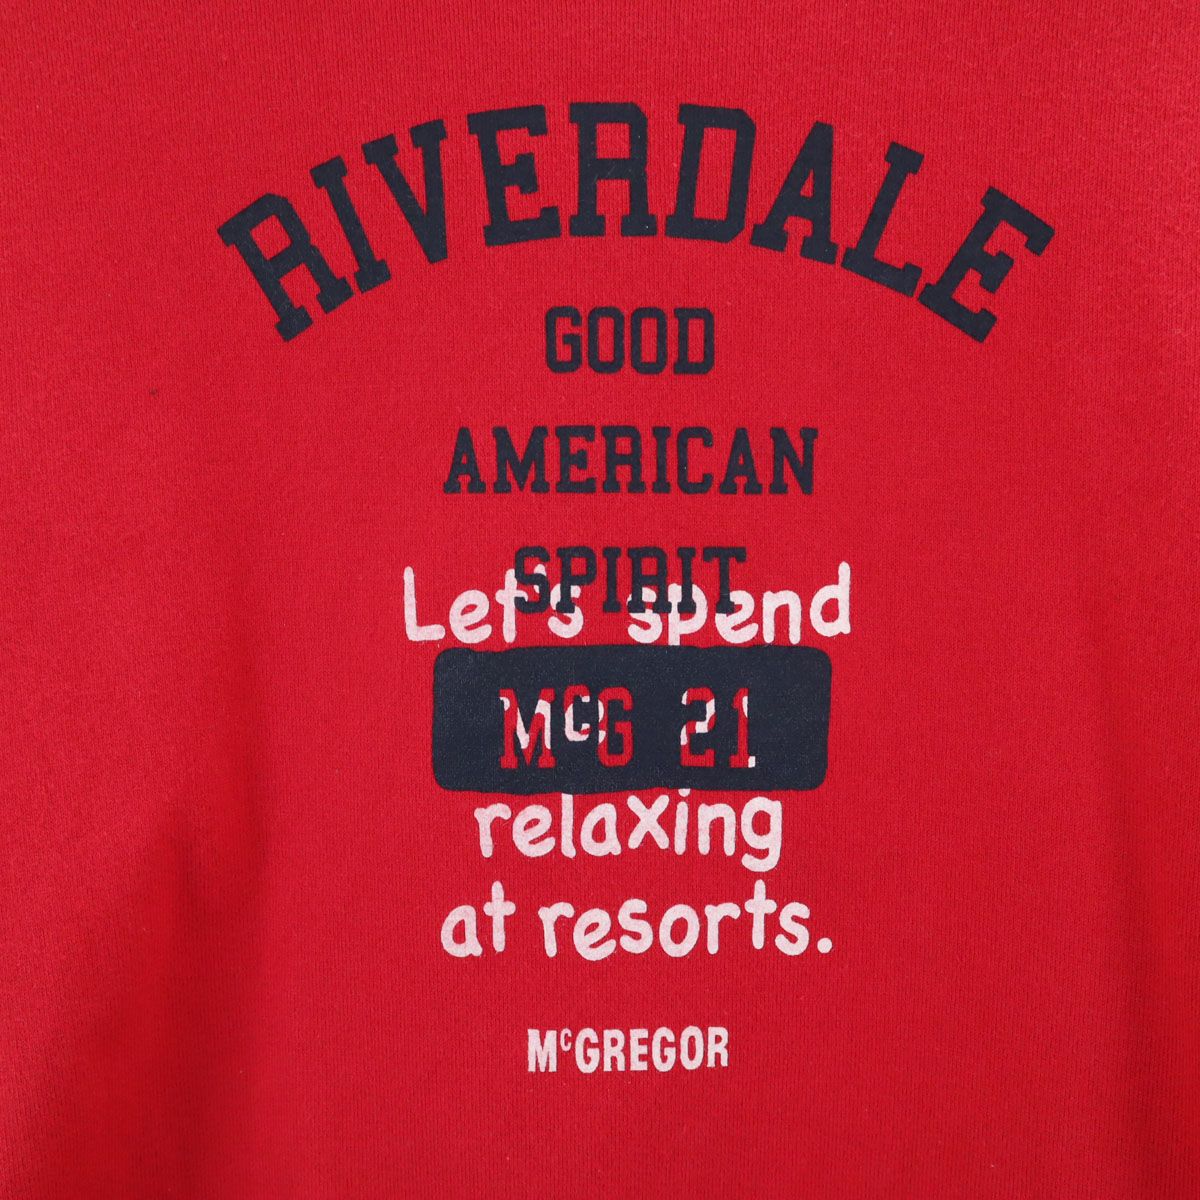 RIVERDALE
GOOD
AMERICAN
SPIRIT
Let's spend
McG 21
relaxing
at resorts.
McGREGOR